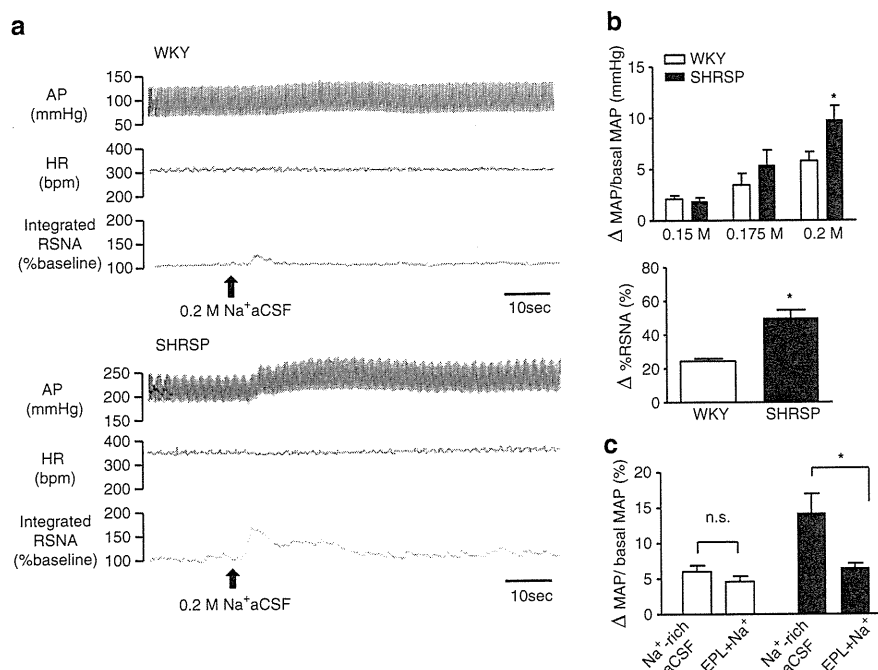 a
WKY
AP
(mmHg)
150
100
50
HR
(bpm)
400
300
200
Integrated
RSNA
(%baseline)
200
150
100
0.2 M Na⁺aCSF
10sec
SHRSP
AP
(mmHg)
250
200
150
HR
(bpm)
400
300
200
Integrated
RSNA
(%baseline)
200
150
100
0.2 M Na⁺aCSF
10sec
b
WKY
SHRSP
Δ MAP/basal MAP (mmHg)
15
10
5
0
*
0.15 M
0.175 M
0.2 M
Δ %RSNA (%)
80
60
40
20
0
*
WKY
SHRSP
c
Δ MAP/ basal MAP (%)
20
15
10
5
0
n.s.
*
Na⁺-rich
aCSF
EPL+Na⁺
Na⁺-rich
aCSF
EPL+Na⁺